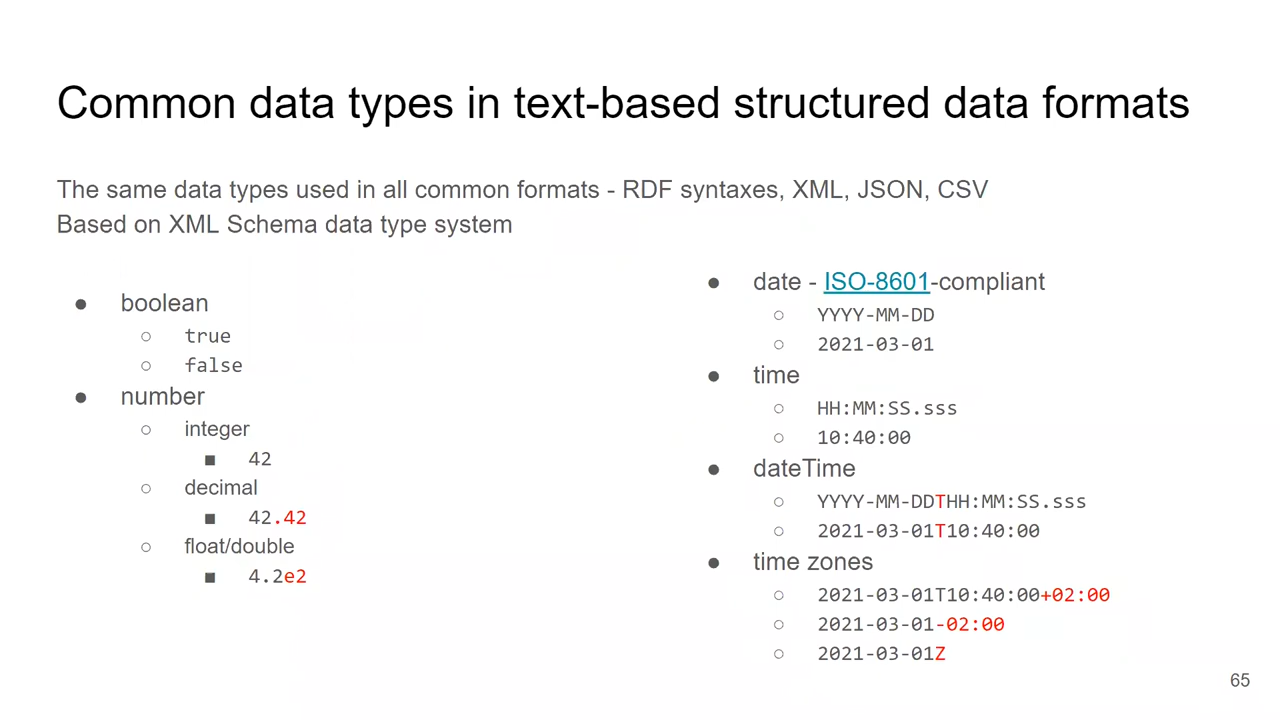 Common data types in text-based structured data formats
The same data types used in all common formats - RDF syntaxes, XML, JSON, CSV
Based on XML Schema data type system
● boolean
○ true
○ false
● number
○ integer
■ 42
○ decimal
■ 42.42
○ float/double
■ 4.2e2
● date - ISO-8601-compliant
○ YYYY-MM-DD
○ 2021-03-01
● time
○ HH:MM:SS.sss
○ 10:40:00
● dateTime
○ YYYY-MM-DDTHH:MM:SS.sss
○ 2021-03-01T10:40:00
● time zones
○ 2021-03-01T10:40:00+02:00
○ 2021-03-01-02:00
○ 2021-03-01Z
65